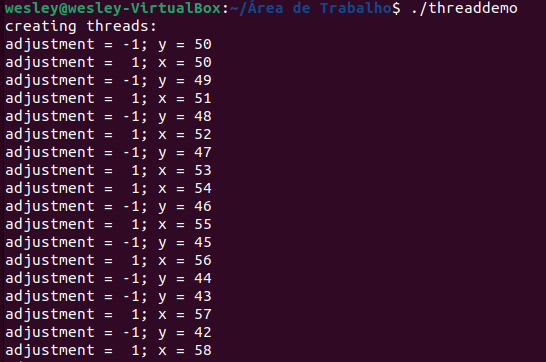 wesley@wesley-VirtualBox:~/Área de Trabalho$ ./threaddemo
creating threads:
adjustment = -1; y = 50
adjustment =  1; x = 50
adjustment = -1; y = 49
adjustment =  1; x = 51
adjustment = -1; y = 48
adjustment =  1; x = 52
adjustment = -1; y = 47
adjustment =  1; x = 53
adjustment =  1; x = 54
adjustment = -1; y = 46
adjustment =  1; x = 55
adjustment = -1; y = 45
adjustment =  1; x = 56
adjustment = -1; y = 44
adjustment = -1; y = 43
adjustment =  1; x = 57
adjustment = -1; y = 42
adjustment =  1; x = 58